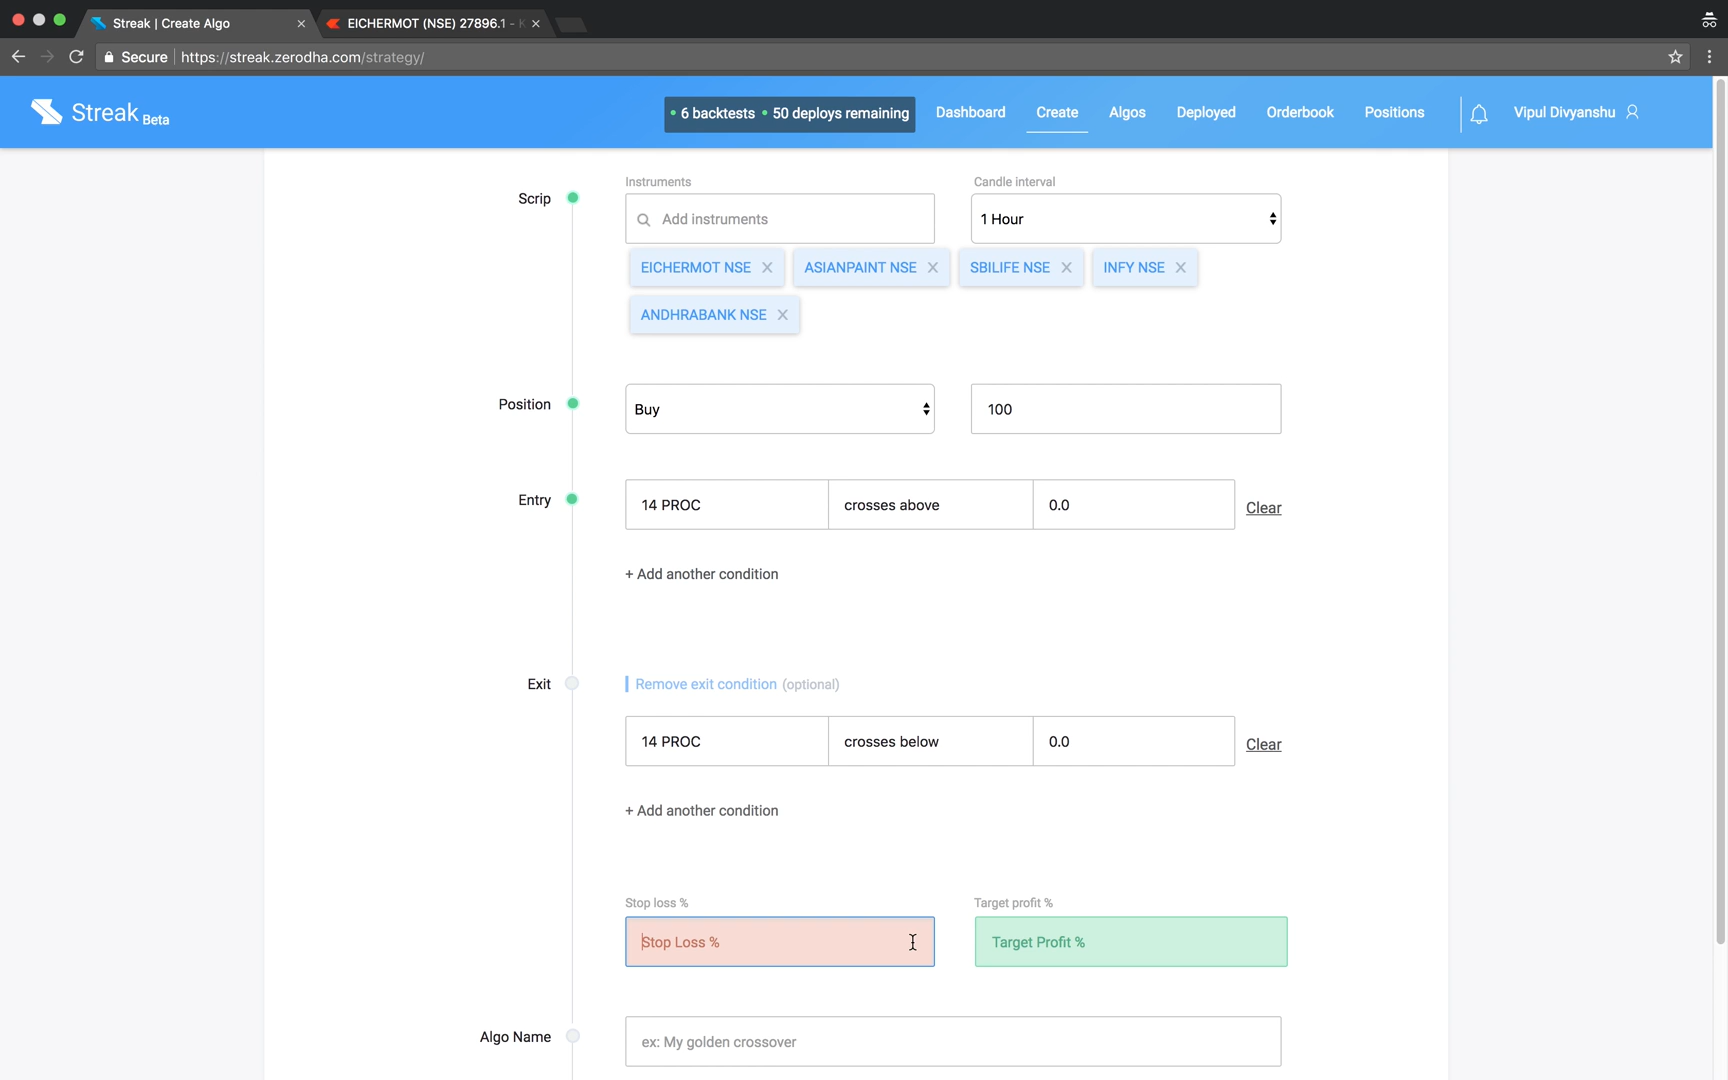 Streak | Create Algo
EICHERMOT (NSE) 27896.1 -
Secure https://streak.zerodha.com/strategy/
Streak Beta
6 backtests 50 deploys remaining Dashboard Create Algos Deployed Orderbook Positions Vipul Divyanshu
Instruments Candle interval
Scrip Add instruments 1 Hour
EICHERMOT NSE ASIANPAINT NSE SBILIFE NSE INFY NSE
ANDHRABANK NSE
Position Buy 100
Entry 14 PROC crosses above 0.0 Clear
+ Add another condition
Exit Remove exit condition (optional)
14 PROC crosses below 0.0 Clear
+ Add another condition
Stop loss % Target profit %
Stop Loss % Target Profit %
Algo Name ex: My golden crossover